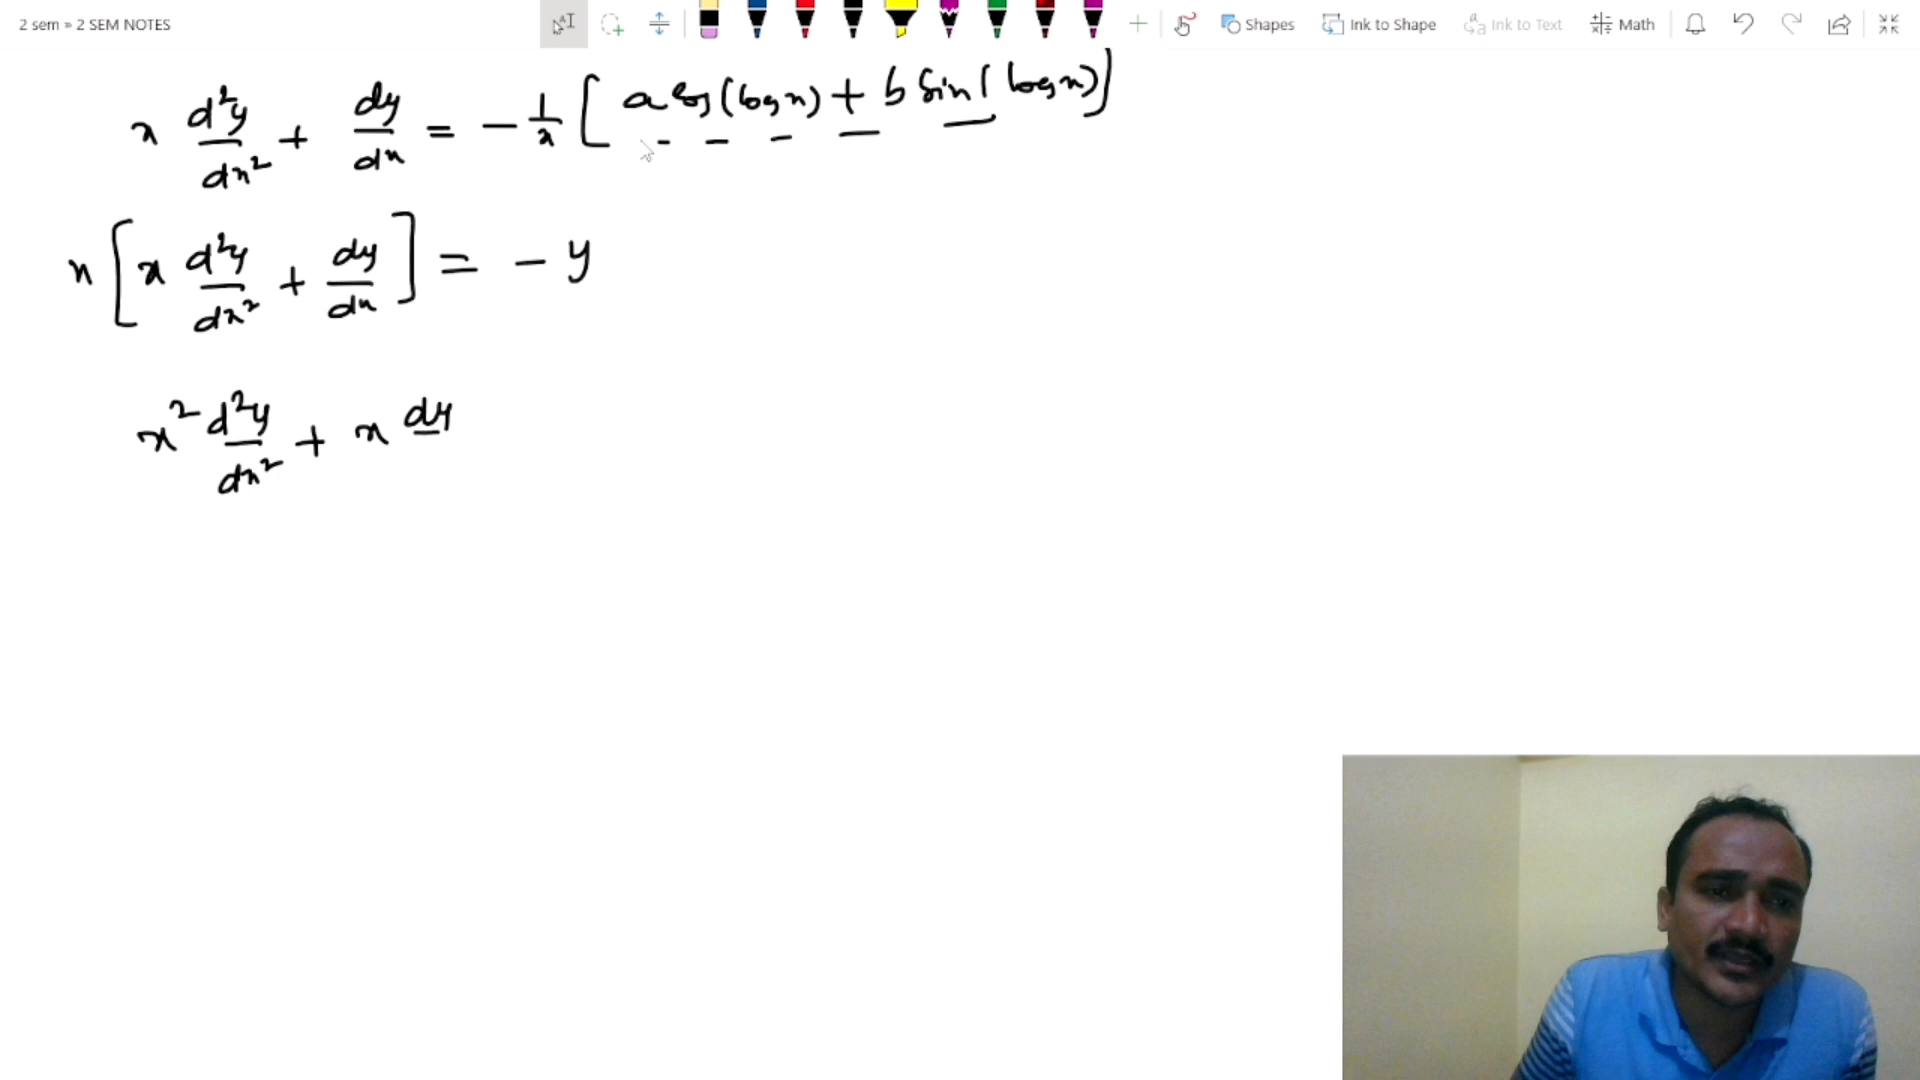 2 sem » 2 SEM NOTES
Shapes Ink to Shape Ink to Text Math
x d²y/dx² + dy/dx = - 1/x [ a cos(log x) + b sin(log x) ]
x [ x d²y/dx² + dy/dx ] = - y
x² d²y/dx² + x dy